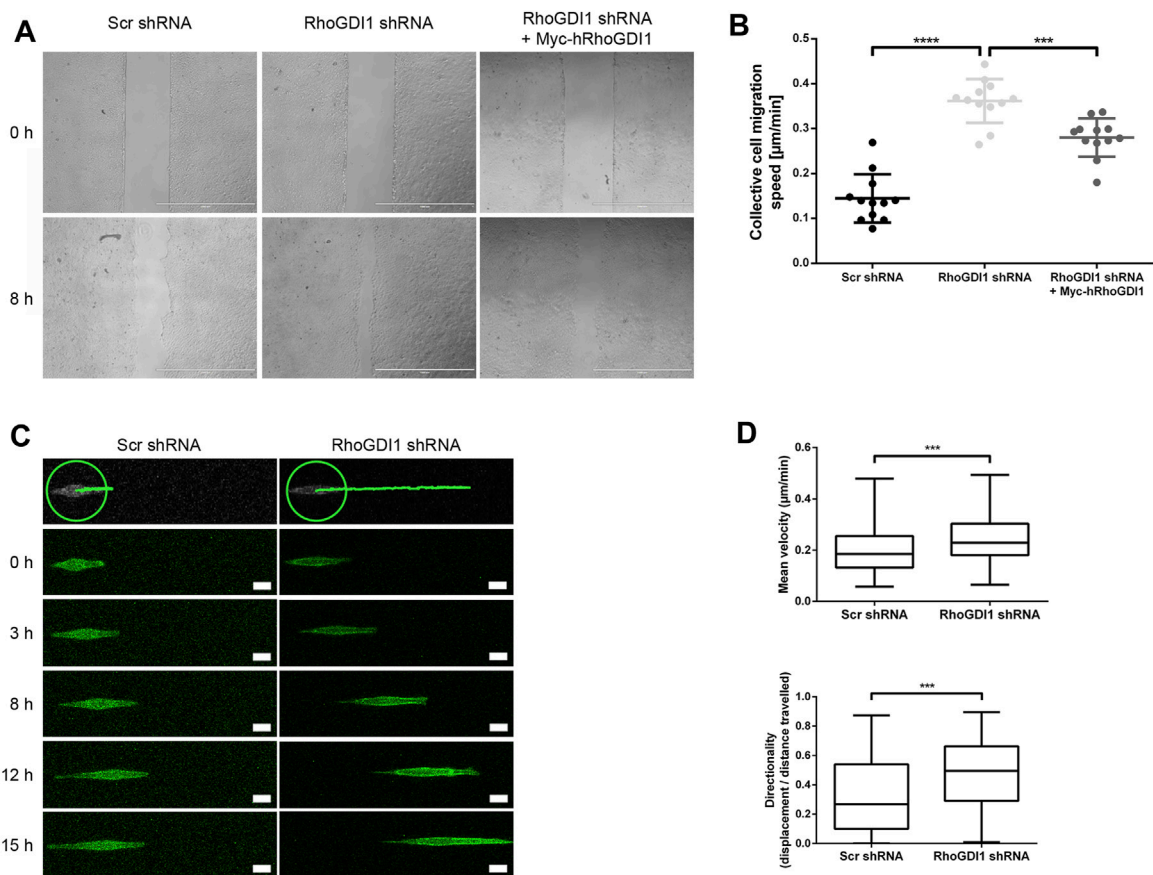 A
Scr shRNA
RhoGDI1 shRNA
RhoGDI1 shRNA
+ Myc-hRhoGDI1
0 h
8 h
B
Collective cell migration
speed [µm/min]
0.5
0.4
0.3
0.2
0.1
0.0
****
***
Scr shRNA
RhoGDI1 shRNA
RhoGDI1 shRNA
+ Myc-hRhoGDI1
C
Scr shRNA
RhoGDI1 shRNA
0 h
3 h
8 h
12 h
15 h
D
Mean velocity (µm/min)
0.6
0.4
0.2
0.0
***
Scr shRNA
RhoGDI1 shRNA
Directionality
(displacement / distance travelled)
1.0
0.8
0.6
0.4
0.2
0.0
***
Scr shRNA
RhoGDI1 shRNA